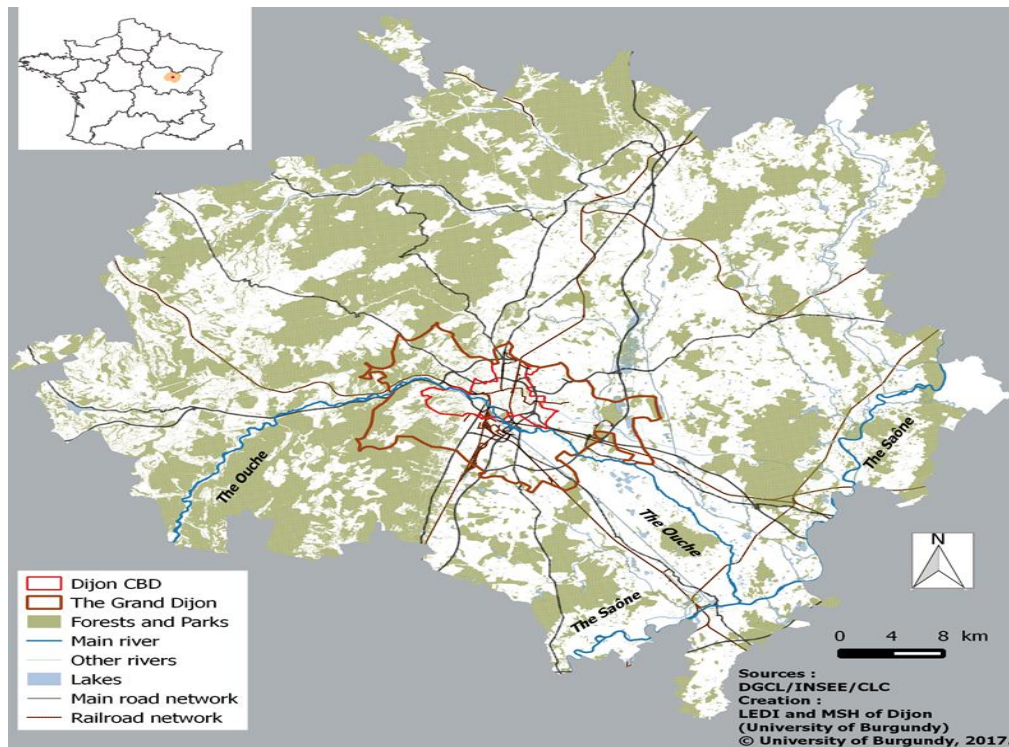 The Ouche
The Saône
The Ouche
The Saône
N
Dijon CBD
The Grand Dijon
Forests and Parks
Main river
Other rivers
Lakes
Main road network
Railroad network
0 4 8 km
Sources :
DGCL/INSEE/CLC
Creation :
LEDI and MSH of Dijon
(University of Burgundy)
© University of Burgundy, 2017.